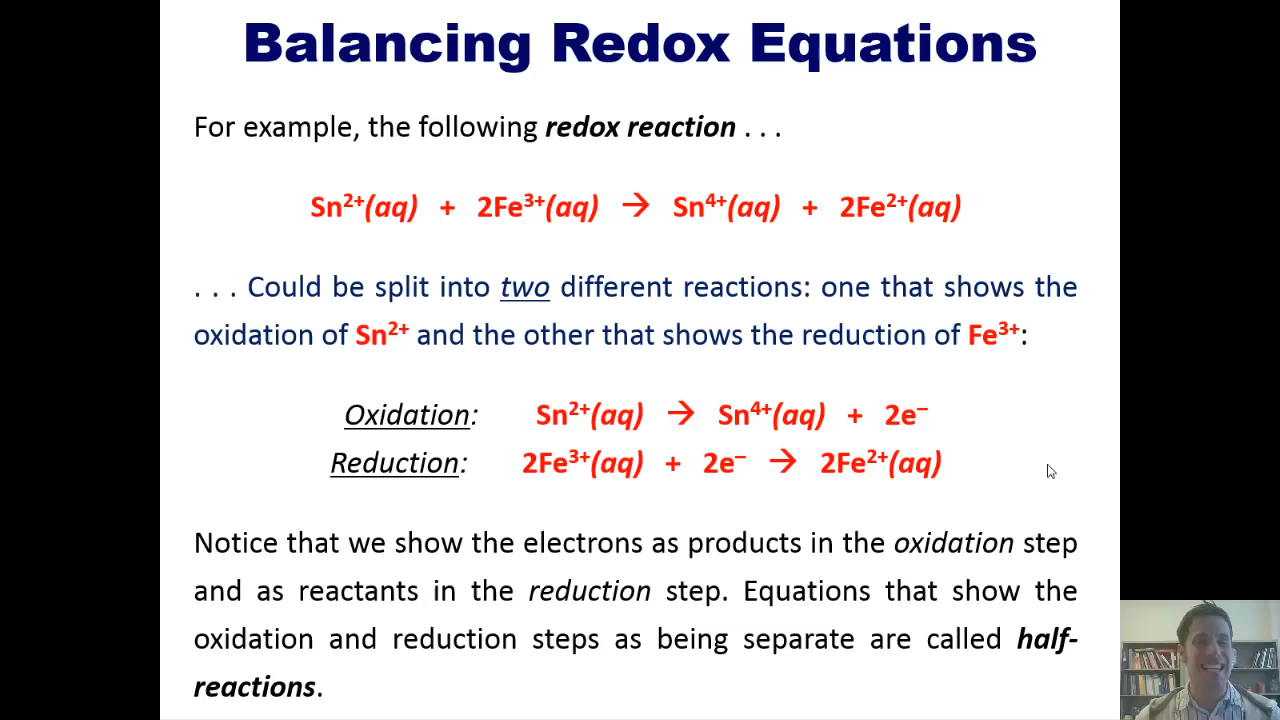 Balancing Redox Equations
For example, the following redox reaction . . .
Sn²⁺(aq) + 2Fe³⁺(aq) → Sn⁴⁺(aq) + 2Fe²⁺(aq)
. . . Could be split into two different reactions: one that shows the
oxidation of Sn²⁺ and the other that shows the reduction of Fe³⁺:
Oxidation: Sn²⁺(aq) → Sn⁴⁺(aq) + 2e⁻
Reduction: 2Fe³⁺(aq) + 2e⁻ → 2Fe²⁺(aq)
Notice that we show the electrons as products in the oxidation step
and as reactants in the reduction step. Equations that show the
oxidation and reduction steps as being separate are called half-
reactions.